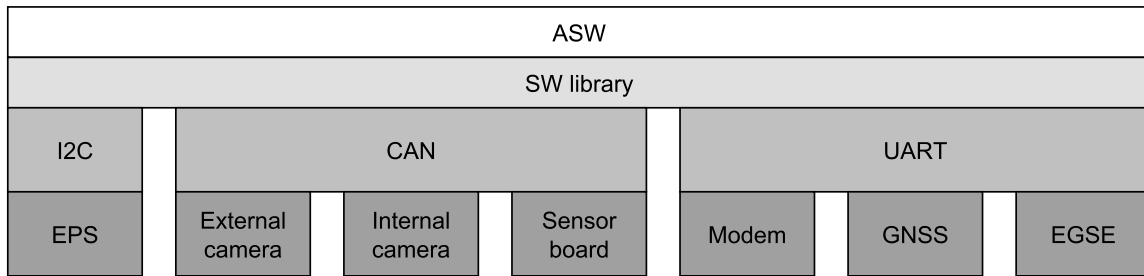 ASW
SW library
I2C
CAN
UART
EPS
External
camera
Internal
camera
Sensor
board
Modem
GNSS
EGSE